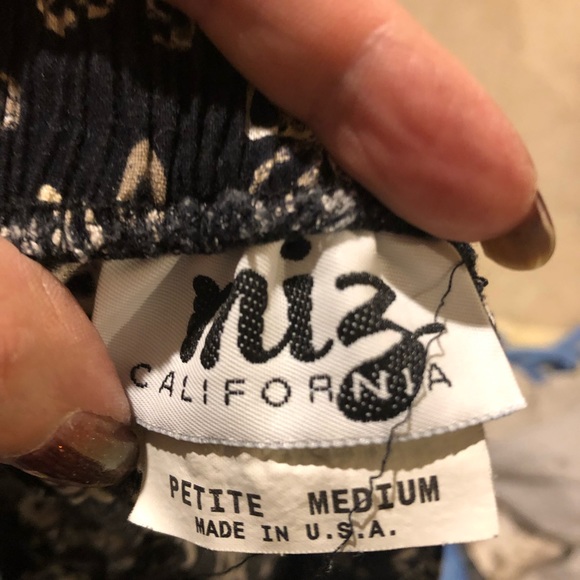 niz
CALIFORNIA
PETITE MEDIUM
MADE IN U.S.A.